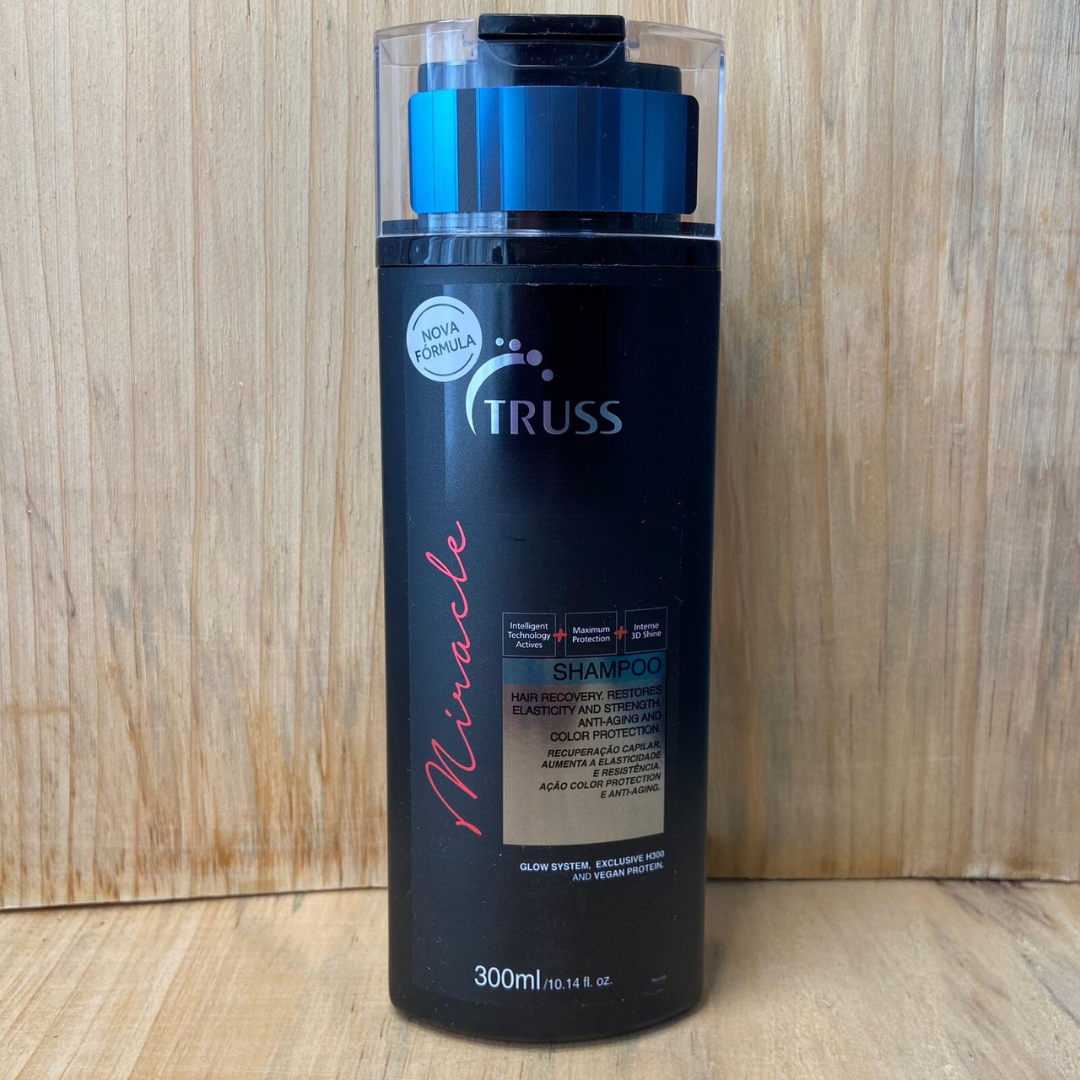 NOVA
FÓRMULA
TRUSS
Miracle
Intelligent
Technology
Actives
+
Maximum
Protection
+
Intense
3D Shine
SHAMPOO
HAIR RECOVERY. RESTORES
ELASTICITY AND STRENGTH.
ANTI-AGING AND
COLOR PROTECTION.
RECUPERAÇÃO CAPILAR.
AUMENTA A ELASTICIDADE
E RESISTÊNCIA.
AÇÃO COLOR PROTECTION
E ANTI-AGING.
GLOW SYSTEM, EXCLUSIVE H300
AND VEGAN PROTEIN.
300ml/10.14 fl. oz.